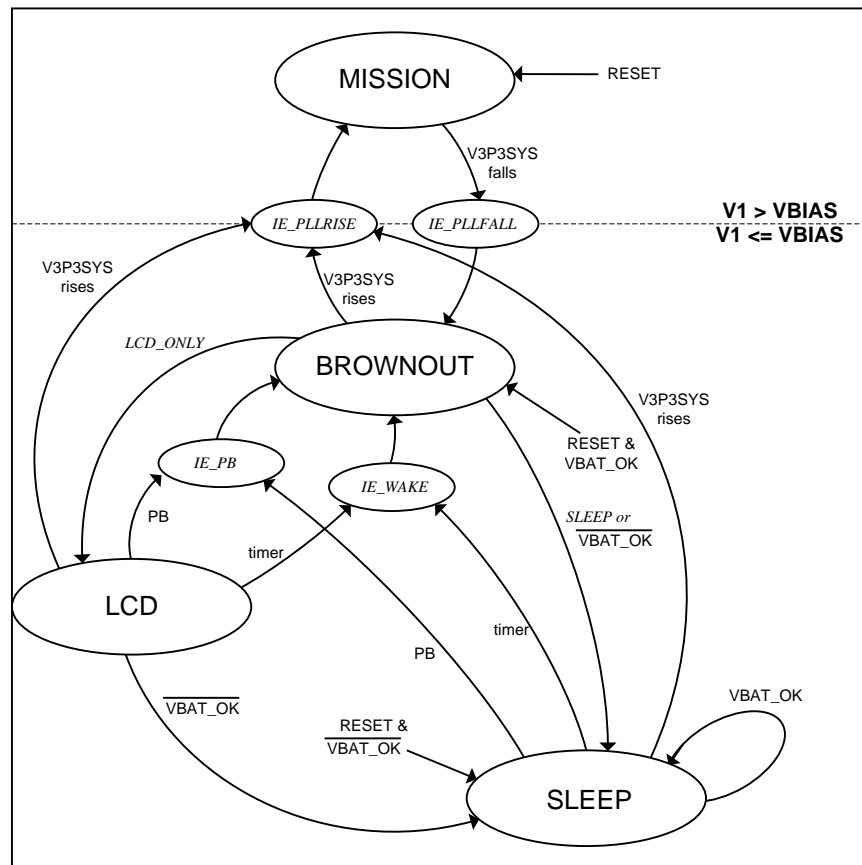 MISSION
RESET
V3P3SYS
falls
IE_PLLRISE
IE_PLLFALL
V1 > VBIAS
V1 <= VBIAS
V3P3SYS
rises
V3P3SYS
rises
LCD_ONLY
BROWNOUT
V3P3SYS
rises
RESET &
VBAT_OK
IE_PB
IE_WAKE
PB
SLEEP or
VBAT_OK
timer
LCD
timer
PB
VBAT_OK
RESET &
VBAT_OK
VBAT_OK
SLEEP